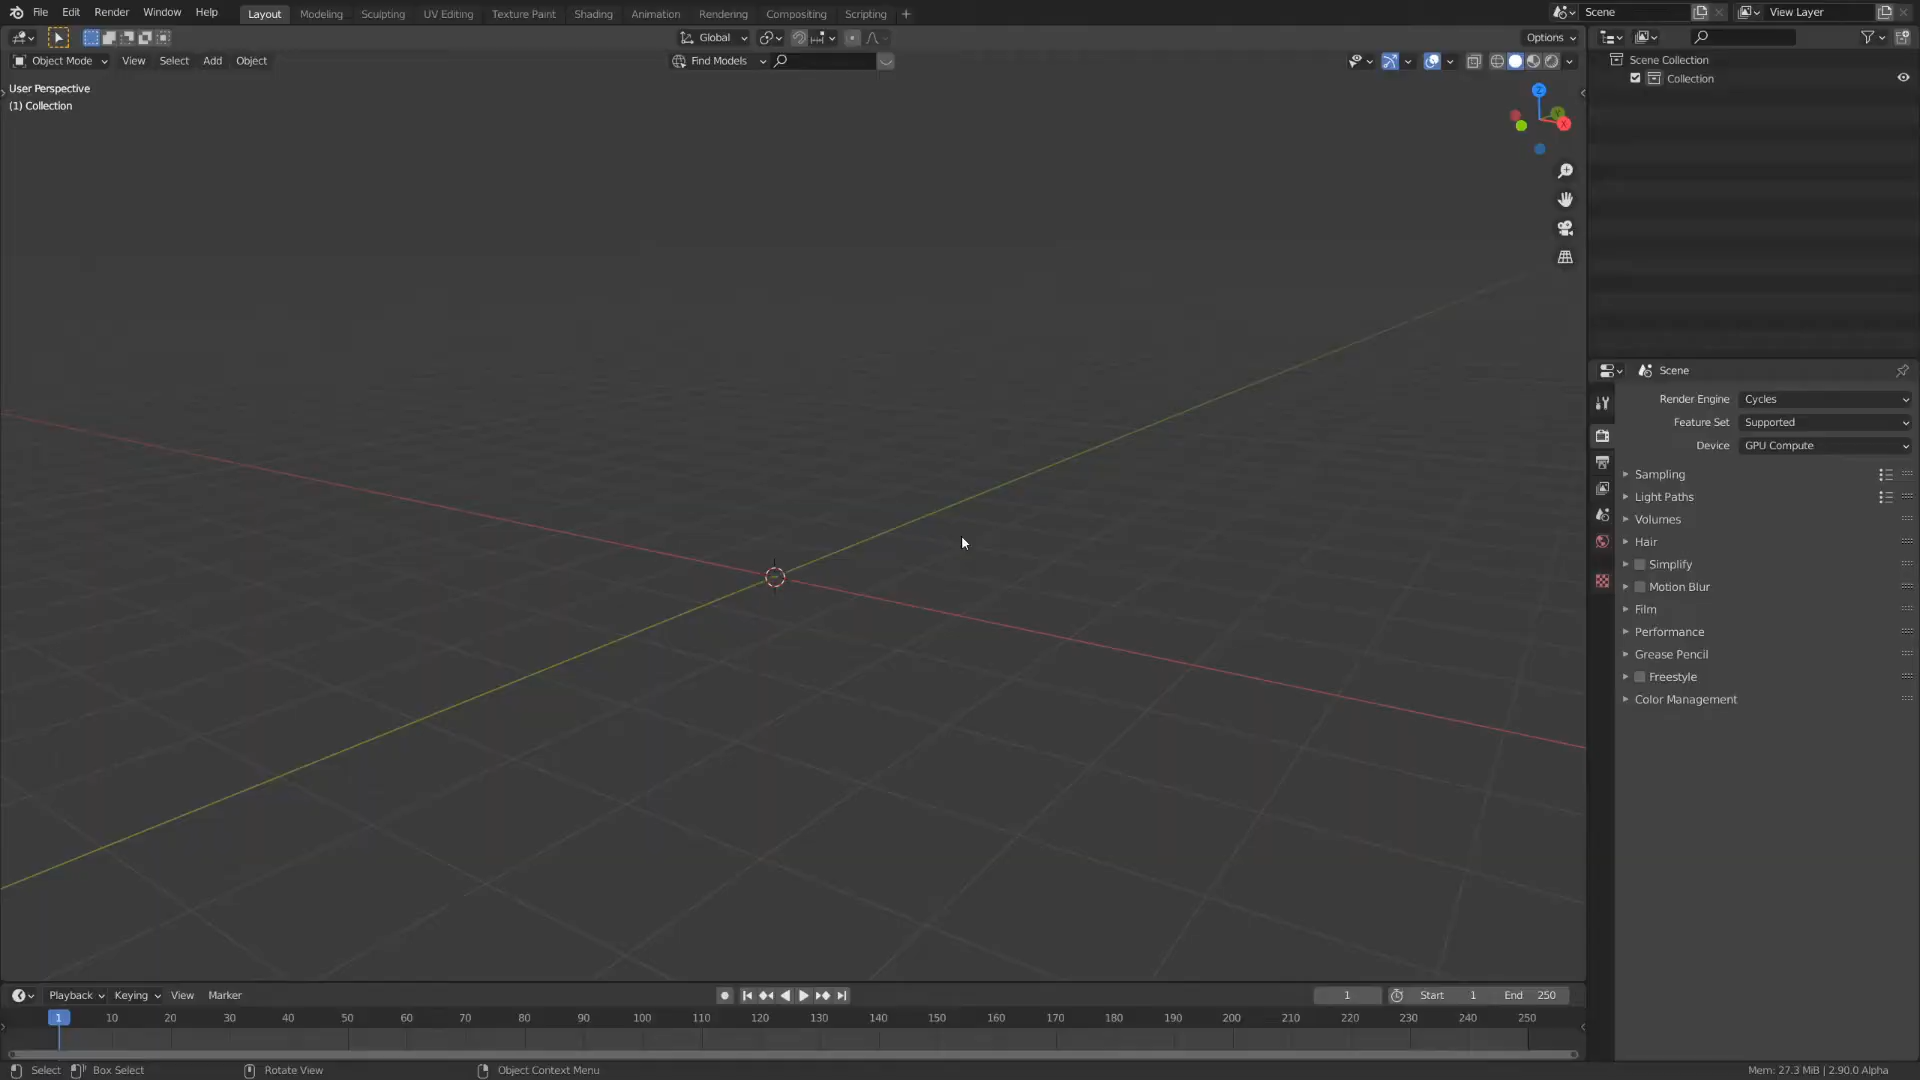 File Edit Render Window Help Layout Modeling Sculpting UV Editing Texture Paint Shading Animation Rendering Compositing Scripting + Scene View Layer
Global Options
Object Mode View Select Add Object Find Models
User Perspective
(1) Collection
Scene Collection
Collection
Z
Y
X
Scene
Render Engine Cycles
Feature Set Supported
Device GPU Compute
Sampling
Light Paths
Volumes
Hair
Simplify
Motion Blur
Film
Performance
Grease Pencil
Freestyle
Color Management
Playback Keying View Marker 1 Start 1 End 250
1 10 20 30 40 50 60 70 80 90 100 110 120 130 140 150 160 170 180 190 200 210 220 230 240 250
Select Box Select Rotate View Object Context Menu Mem: 27.3 MiB | 2.90.0 Alpha